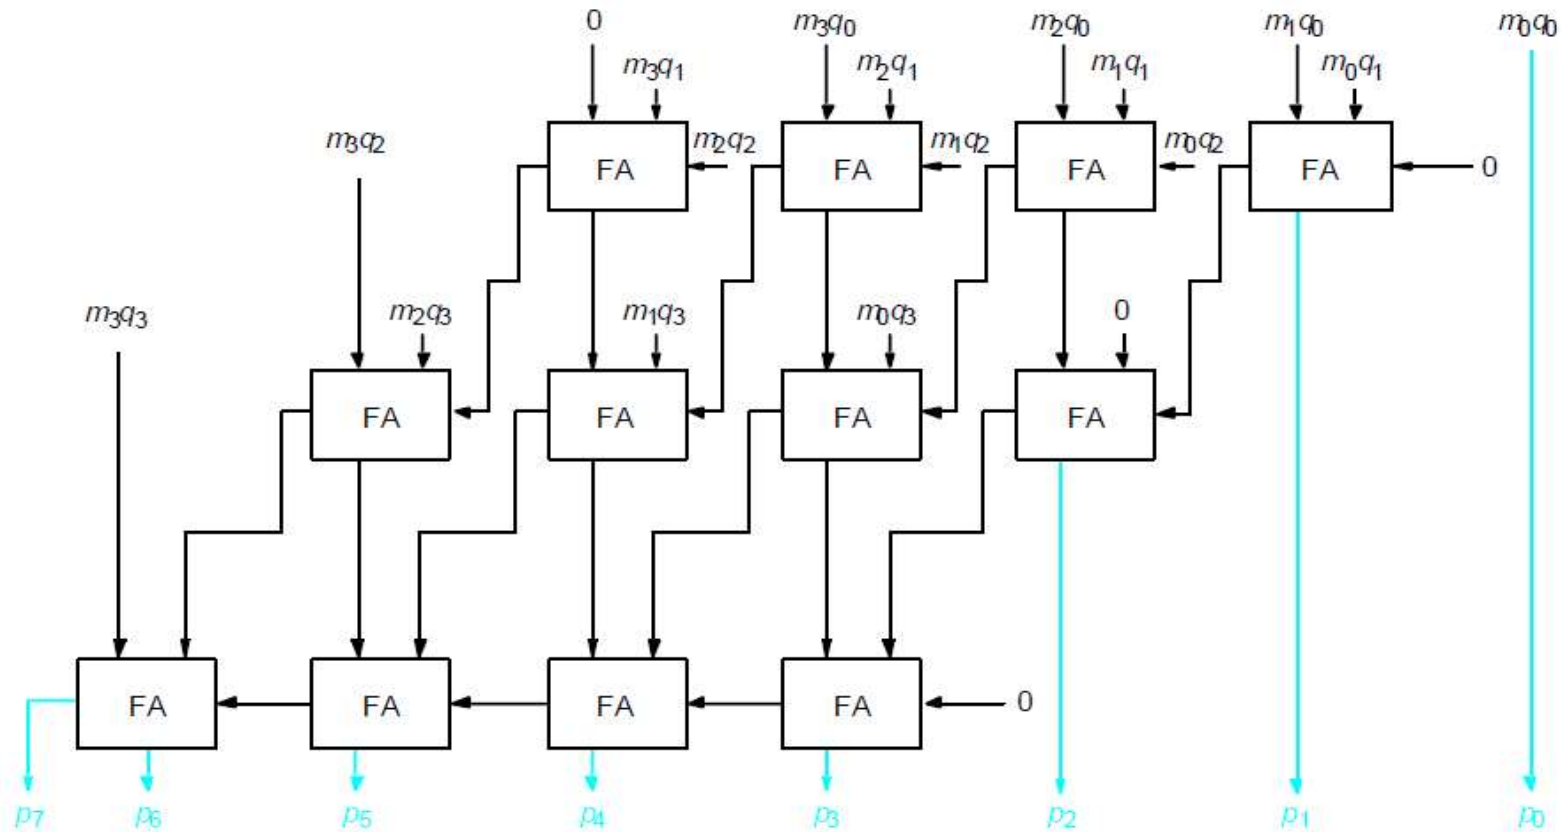 0 m₃q₀ m₂q₀ m₁q₀ m₀q₀
m₃q₁ m₂q₁ m₁q₁ m₀q₁
m₃q₂ m₂q₂ m₁q₂ m₀q₂
FA FA FA FA 0
m₃q₃ m₂q₃ m₁q₃ m₀q₃ 0
FA FA FA FA
FA FA FA FA 0
p₇ p₆ p₅ p₄ p₃ p₂ p₁ p₀